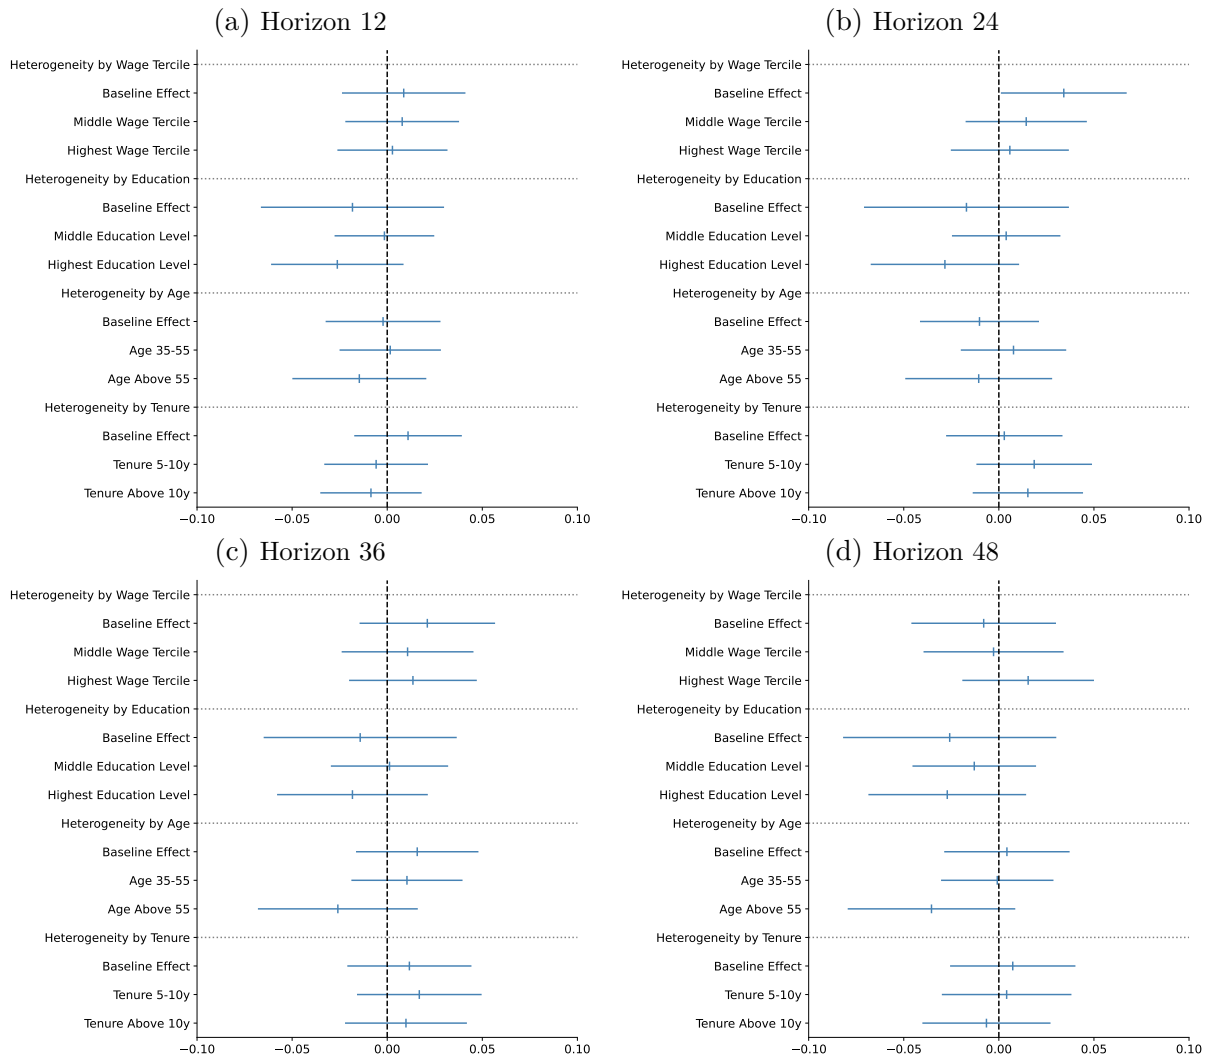 (a) Horizon 12
Heterogeneity by Wage Tercile
Baseline Effect
Middle Wage Tercile
Highest Wage Tercile
Heterogeneity by Education
Baseline Effect
Middle Education Level
Highest Education Level
Heterogeneity by Age
Baseline Effect
Age 35-55
Age Above 55
Heterogeneity by Tenure
Baseline Effect
Tenure 5-10y
Tenure Above 10y
−0.10 −0.05 0.00 0.05 0.10
(b) Horizon 24
Heterogeneity by Wage Tercile
Baseline Effect
Middle Wage Tercile
Highest Wage Tercile
Heterogeneity by Education
Baseline Effect
Middle Education Level
Highest Education Level
Heterogeneity by Age
Baseline Effect
Age 35-55
Age Above 55
Heterogeneity by Tenure
Baseline Effect
Tenure 5-10y
Tenure Above 10y
−0.10 −0.05 0.00 0.05 0.10
(c) Horizon 36
Heterogeneity by Wage Tercile
Baseline Effect
Middle Wage Tercile
Highest Wage Tercile
Heterogeneity by Education
Baseline Effect
Middle Education Level
Highest Education Level
Heterogeneity by Age
Baseline Effect
Age 35-55
Age Above 55
Heterogeneity by Tenure
Baseline Effect
Tenure 5-10y
Tenure Above 10y
−0.10 −0.05 0.00 0.05 0.10
(d) Horizon 48
Heterogeneity by Wage Tercile
Baseline Effect
Middle Wage Tercile
Highest Wage Tercile
Heterogeneity by Education
Baseline Effect
Middle Education Level
Highest Education Level
Heterogeneity by Age
Baseline Effect
Age 35-55
Age Above 55
Heterogeneity by Tenure
Baseline Effect
Tenure 5-10y
Tenure Above 10y
−0.10 −0.05 0.00 0.05 0.10